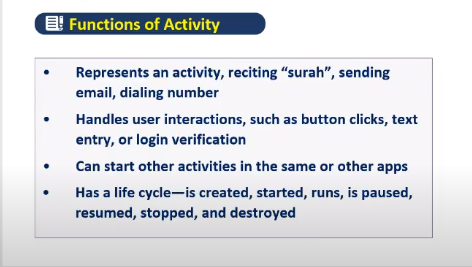 Functions of Activity
• Represents an activity, reciting “surah”, sending
email, dialing number
• Handles user interactions, such as button clicks, text
entry, or login verification
• Can start other activities in the same or other apps
• Has a life cycle—is created, started, runs, is paused,
resumed, stopped, and destroyed